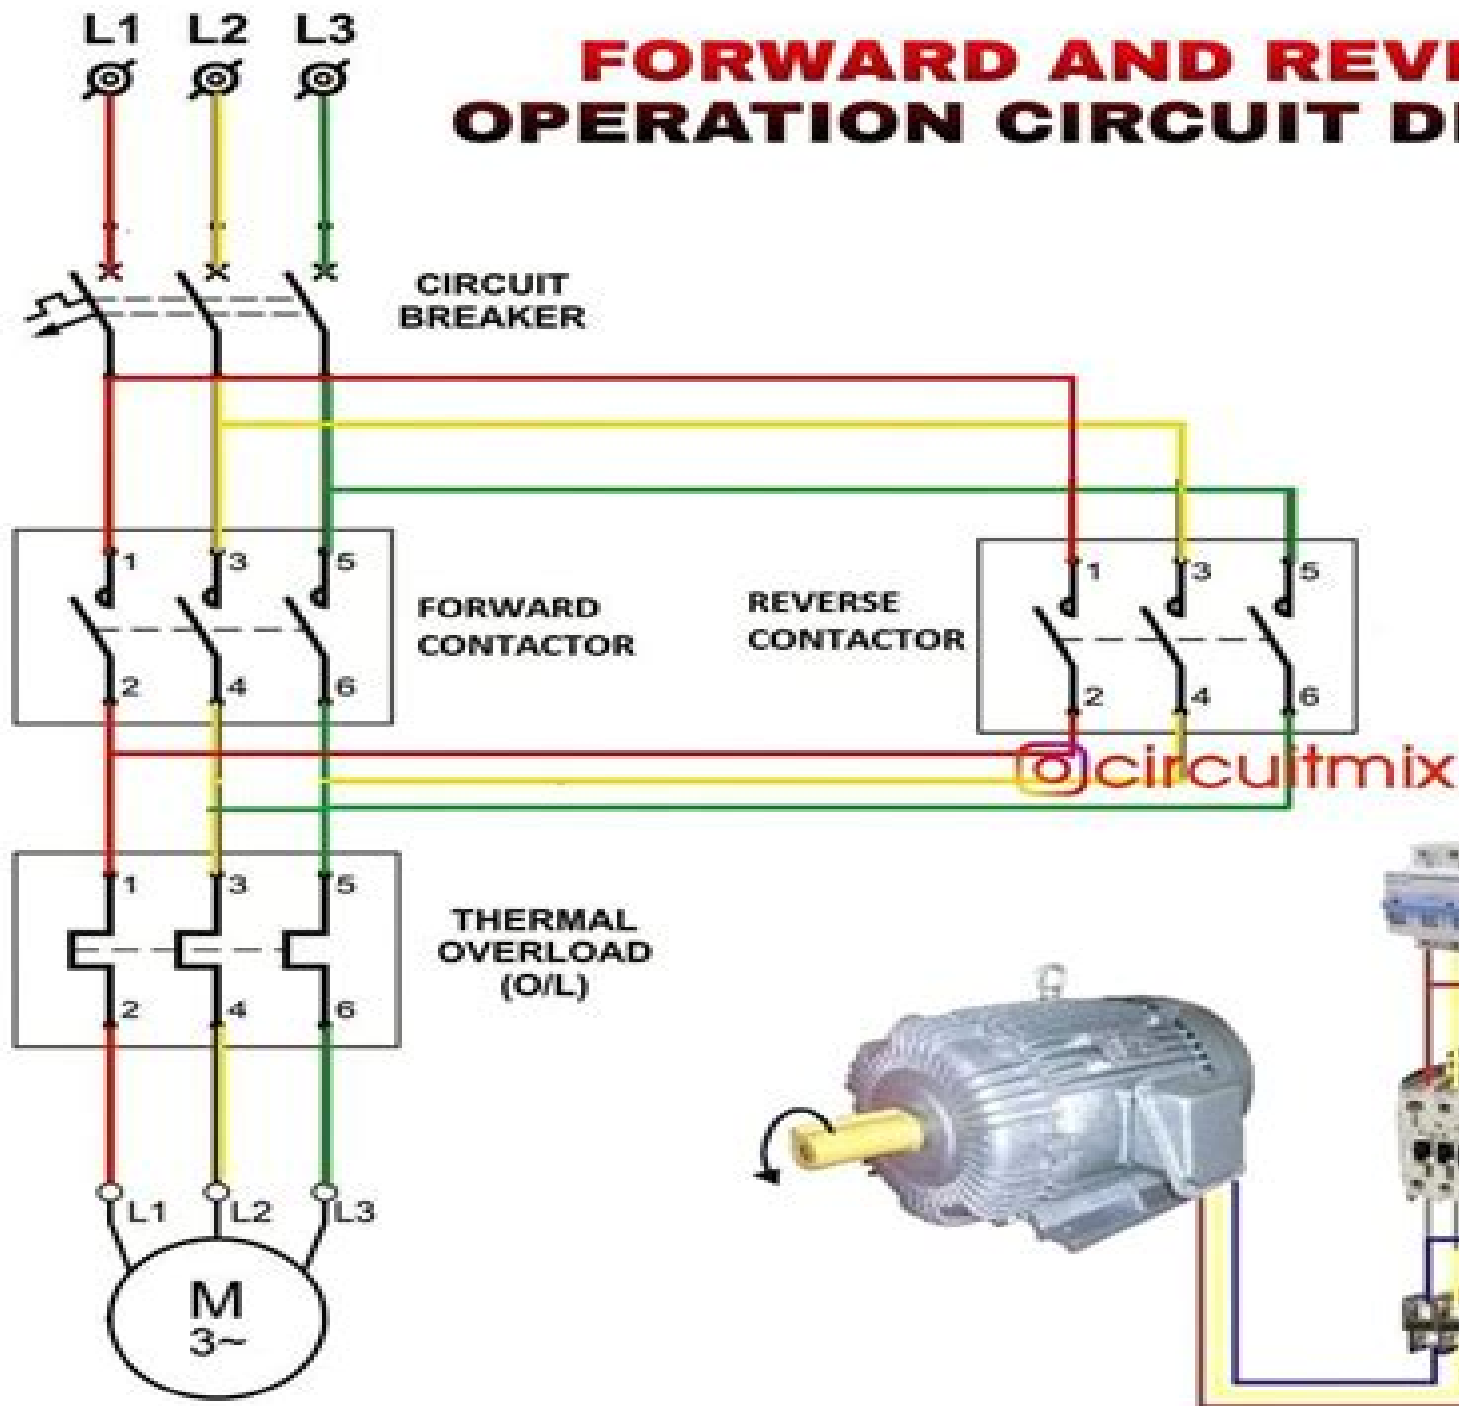 L1 L2 L3
FORWARD AND REV
OPERATION CIRCUIT D
CIRCUIT
BREAKER
1 3 5
FORWARD
CONTACTOR
2 4 6
REVERSE
CONTACTOR
1 3 5
2 4 6
circuitmix
1 3 5
THERMAL
OVERLOAD
(O/L)
2 4 6
L1 L2 L3
M
3~